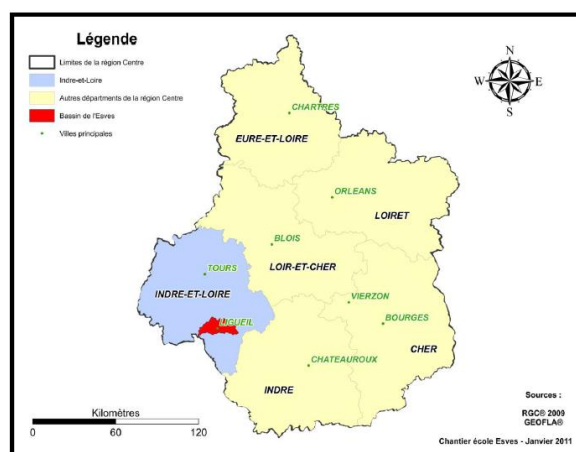 Légende
Limites de la région Centre
Indre-et-Loire
Autres départements de la région Centre
Bassin de l'Esves
Villes principales
N
W E
S
CHARTRES
EURE-ET-LOIRE
ORLEANS
LOIRET
BLOIS
LOIR-ET-CHER
TOURS
INDRE-ET-LOIRE
LIGUEIL
VIERZON
BOURGES
CHER
CHATEAUROUX
INDRE
Kilomètres
0 60 120
Sources :
RGC® 2009
GEOFLA®
Chantier école Esves - Janvier 2011